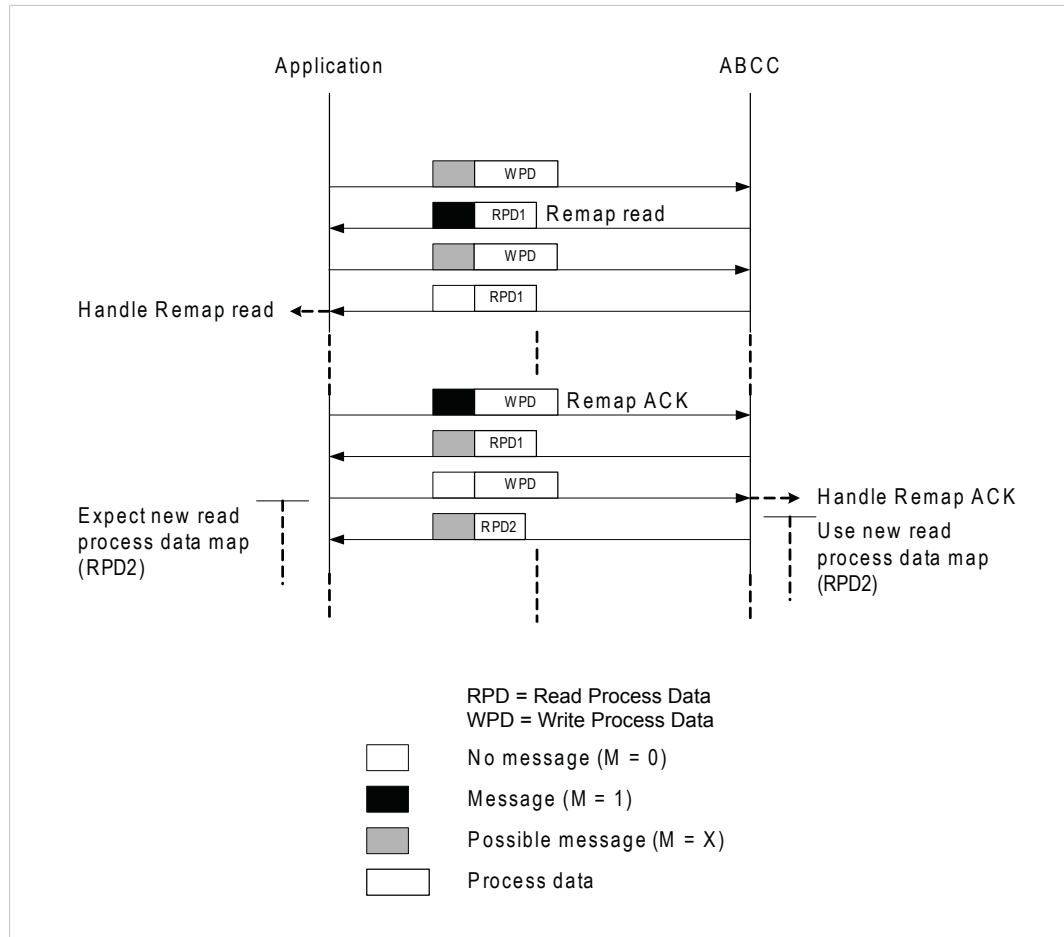 Application
ABCC
WPD
RPD1 Remap read
WPD
RPD1
Handle Remap read
WPD Remap ACK
RPD1
WPD
Handle Remap ACK
Expect new read
process data map
(RPD2)
RPD2
Use new read
process data map
(RPD2)
RPD = Read Process Data
WPD = Write Process Data
No message (M = 0)
Message (M = 1)
Possible message (M = X)
Process data